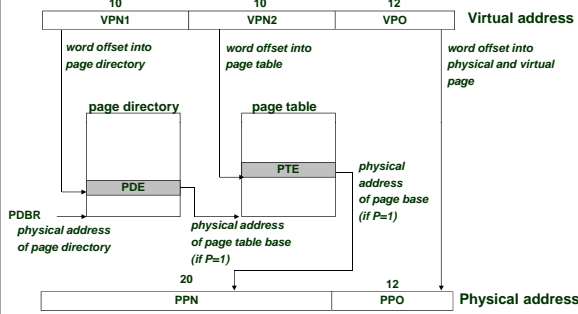 10 10 12
VPN1 VPN2 VPO Virtual address
word offset into
page directory
word offset into
page table
word offset into
physical and virtual
page
page directory
page table
PDE
PTE
physical
address
of page base
(if P=1)
PDBR
physical address
of page directory
physical address
of page table base
(if P=1)
20 12
PPN PPO Physical address